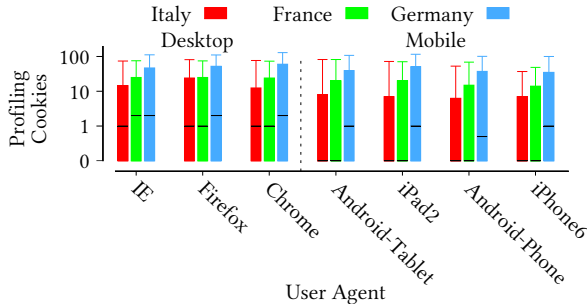 Italy France Germany
Desktop Mobile
Profiling
Cookies
100
10
1
0
IE
Firefox
Chrome
Android-Tablet
iPad2
Android-Phone
iPhone6
User Agent